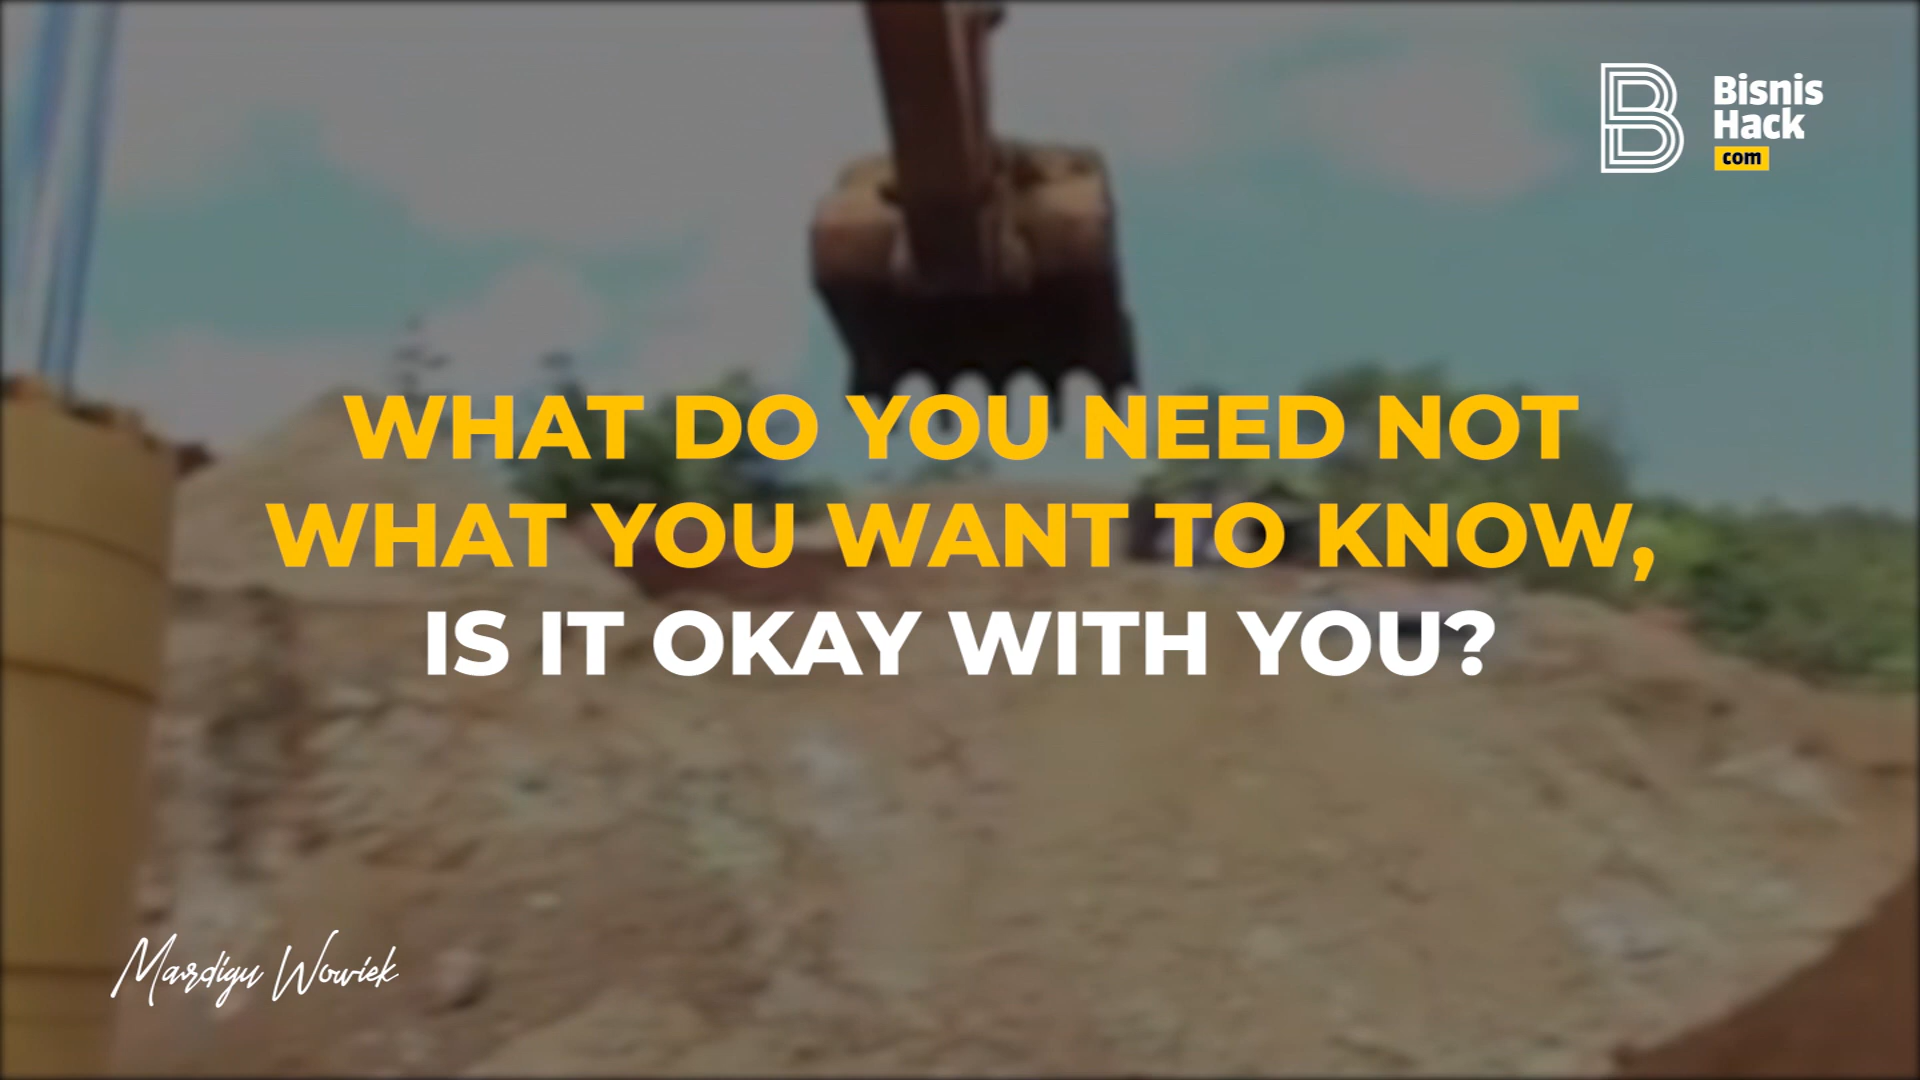 Bisnis
Hack
com
WHAT DO YOU NEED NOT
WHAT YOU WANT TO KNOW,
IS IT OKAY WITH YOU?
Mardigu Wowiek